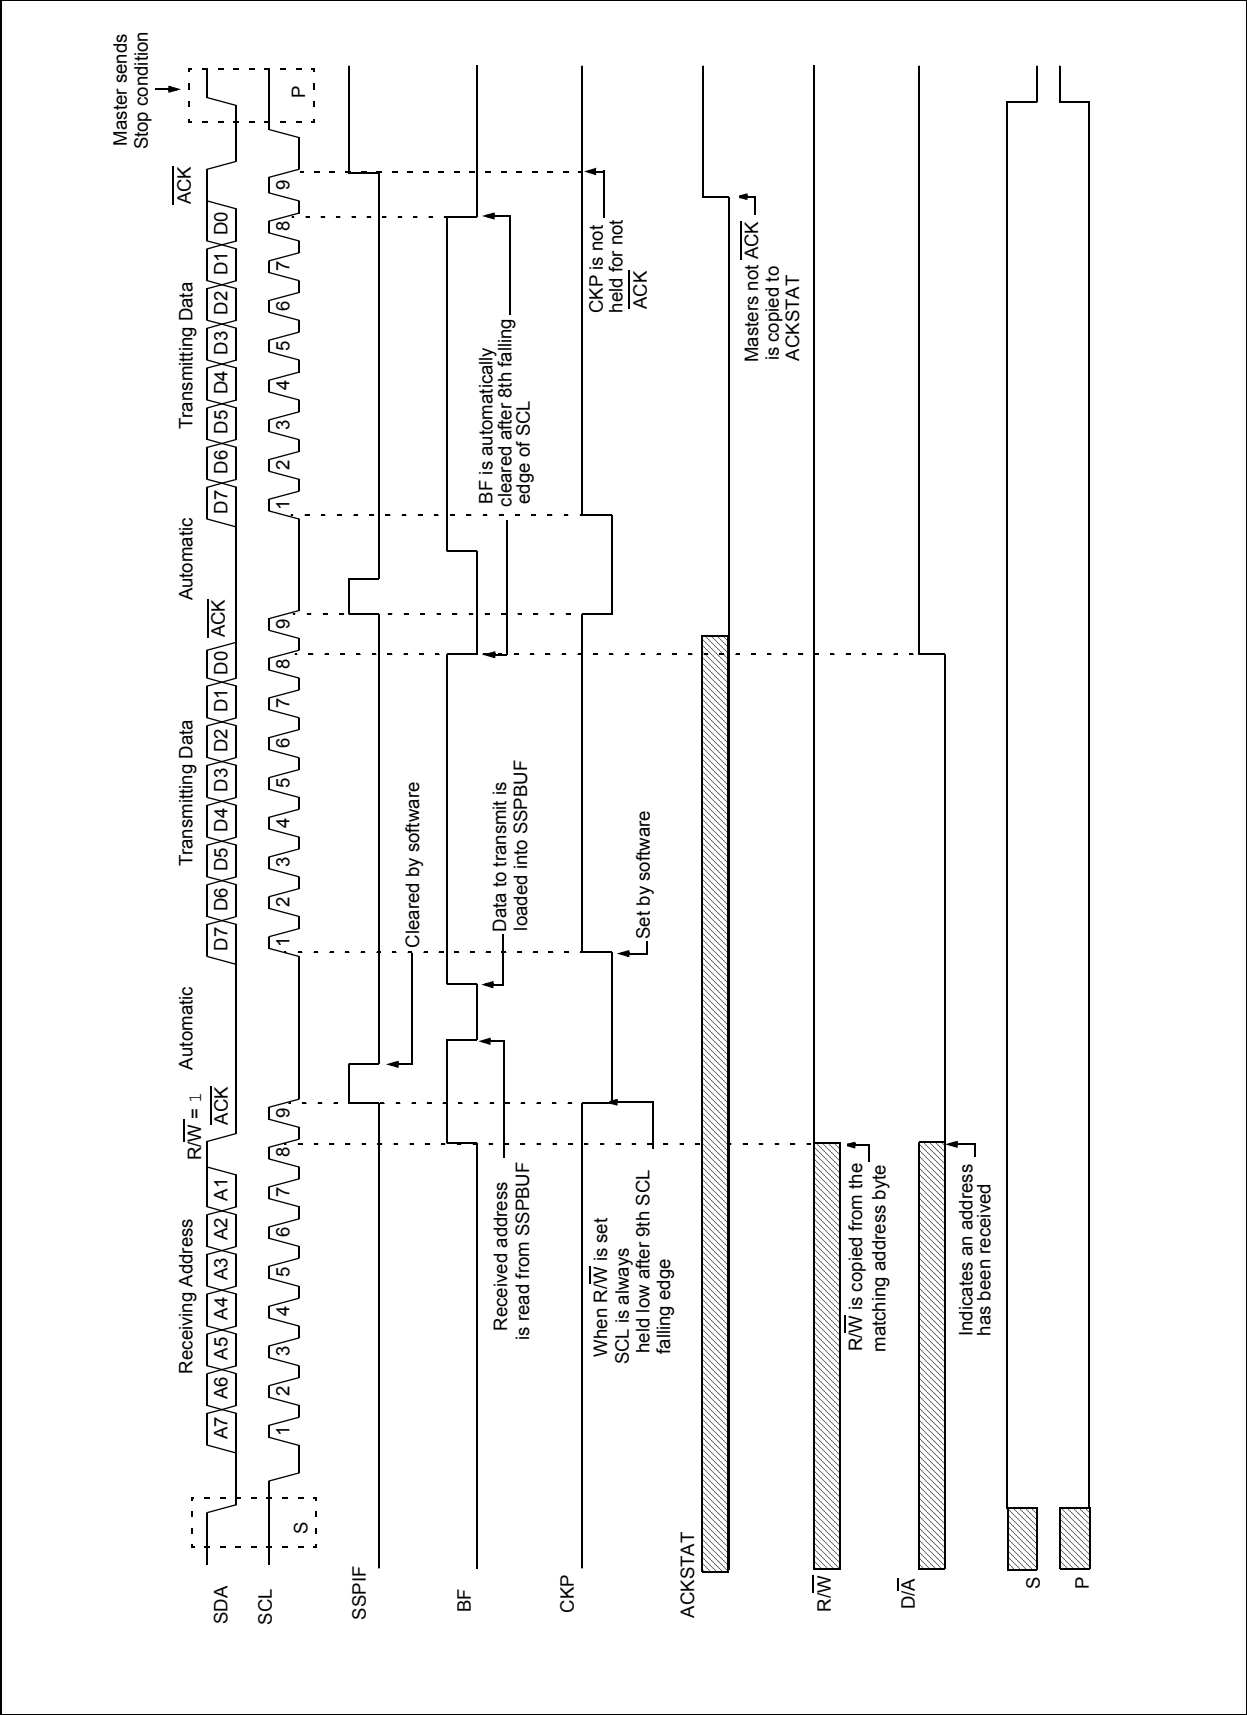 Master sends
Stop condition
Receiving Address
R/W = 1
Automatic
Transmitting Data
Automatic
Transmitting Data
ACK
ACK
ACK
SDA
A7 A6 A5 A4 A3 A2 A1
D7 D6 D5 D4 D3 D2 D1 D0
D7 D6 D5 D4 D3 D2 D1 D0
SCL
1 2 3 4 5 6 7 8 9
1 2 3 4 5 6 7 8 9
1 2 3 4 5 6 7 8 9
S
P
SSPIF
Cleared by software
BF
Received address
is read from SSPBUF
Data to transmit is
loaded into SSPBUF
BF is automatically
cleared after 8th falling
edge of SCL
CKP
When R/W is set
SCL is always
held low after 9th SCL
falling edge
Set by software
CKP is not
held for not
ACK
ACKSTAT
Masters not ACK
is copied to
ACKSTAT
R/W
R/W is copied from the
matching address byte
D/A
Indicates an address
has been received
S
P